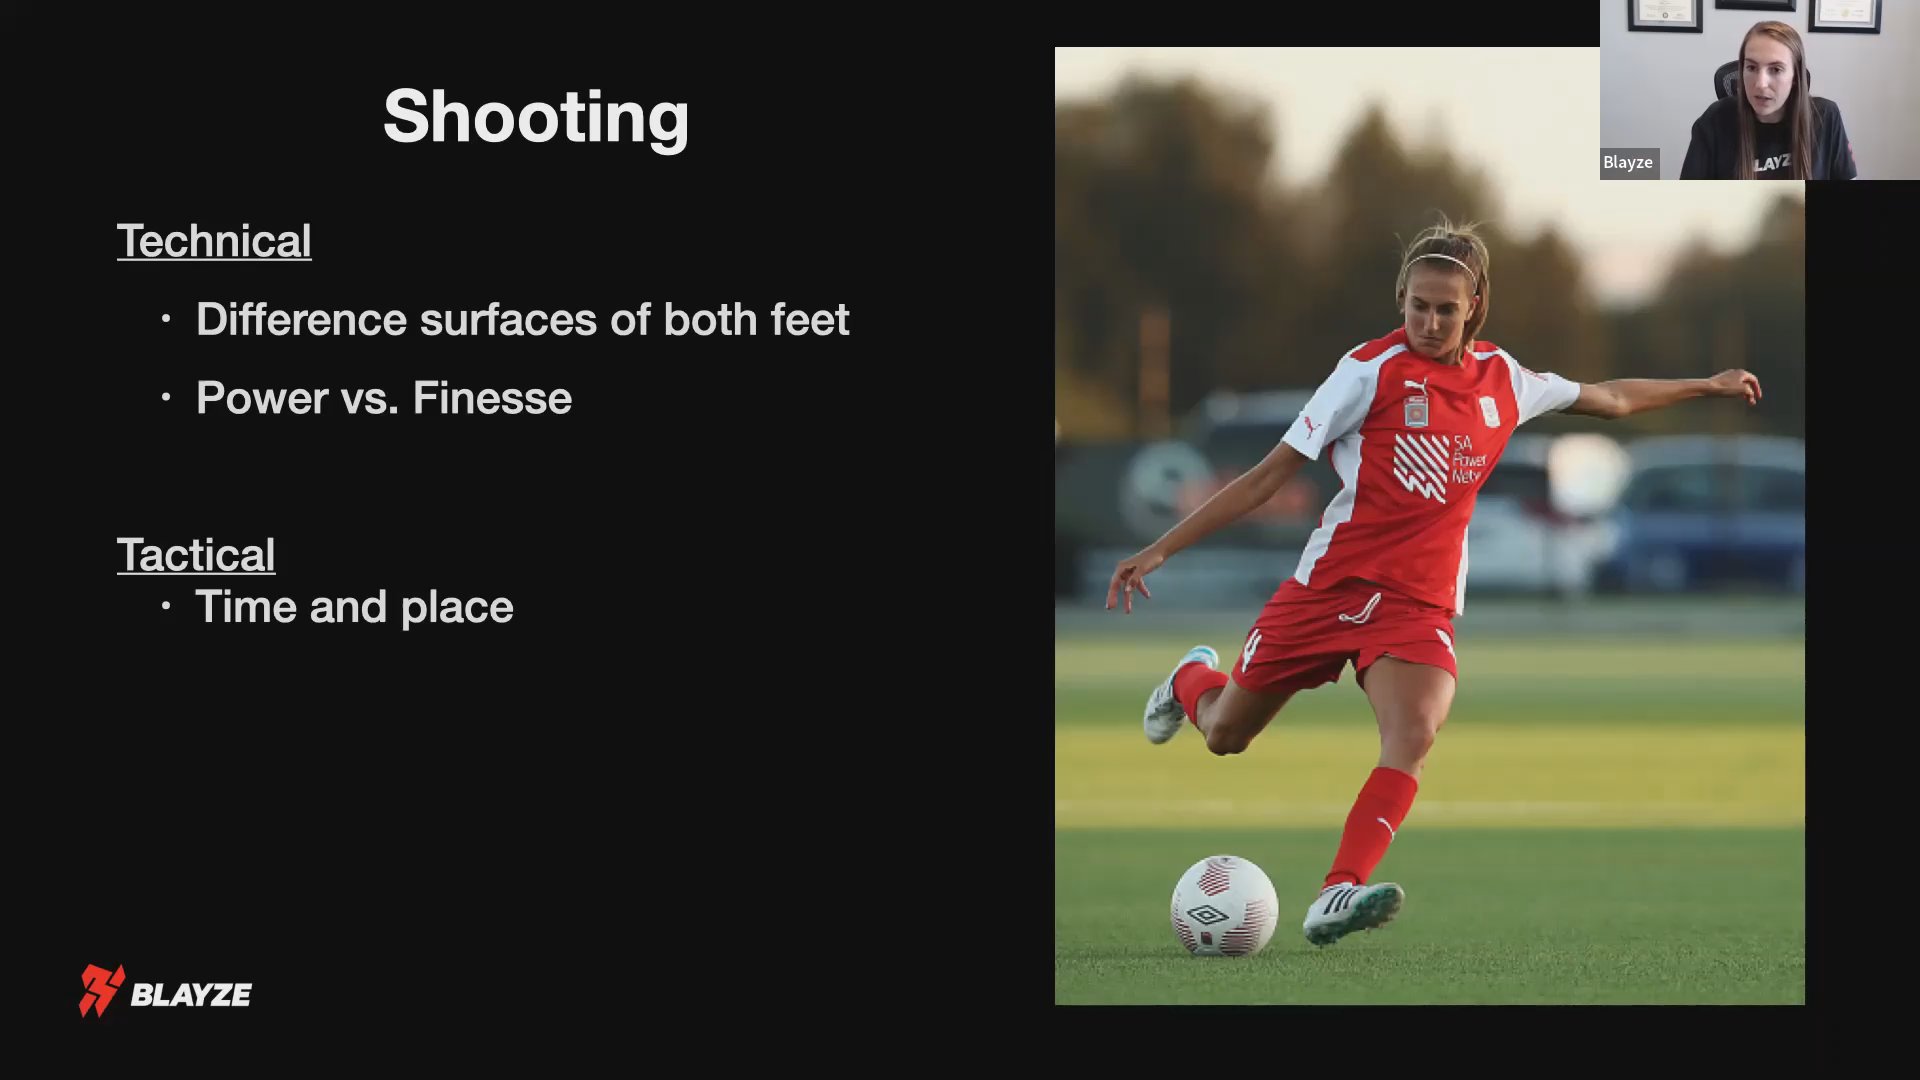 Shooting
Technical
• Difference surfaces of both feet
• Power vs. Finesse
Tactical
• Time and place
BLAYZE
Blayze
LAYZ
SA
Power
Netw
4